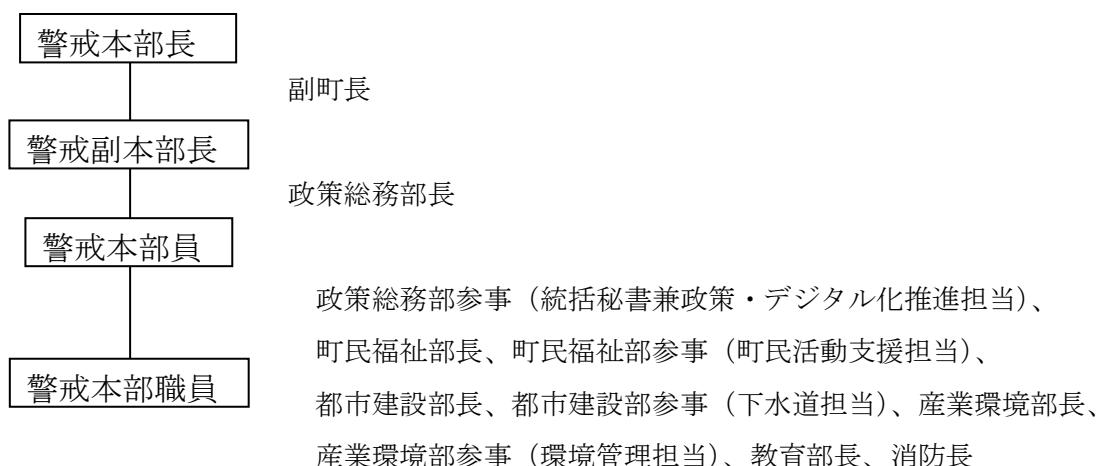 警戒本部長
副町長
警戒副本部長
政策総務部長
警戒本部員
政策総務部参事（統括秘書兼政策・デジタル化推進担当）、
町民福祉部長、町民福祉部参事（町民活動支援担当）、
警戒本部職員
都市建設部長、都市建設部参事（下水道担当）、産業環境部長、
産業環境部参事（環境管理担当）、教育部長、消防長